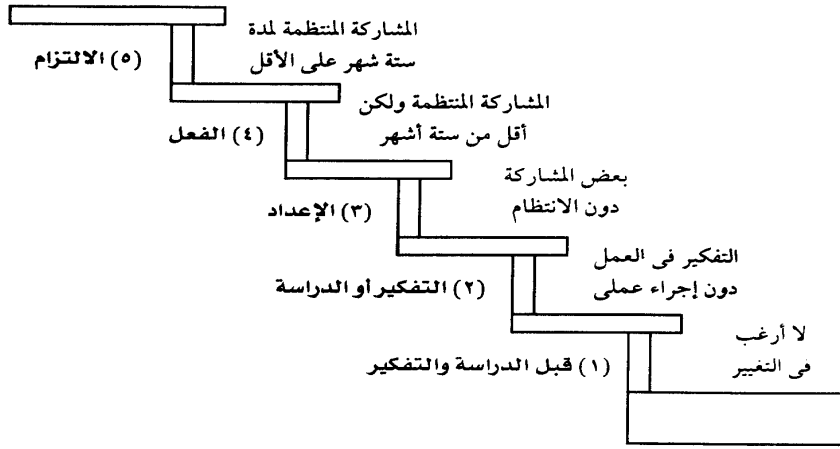 المشاركة المنتظمة لمدة
ستة شهر على الأقل
(٥) الالتزام
المشاركة المنتظمة ولكن
أقل من ستة أشهر
(٤) الفعل
بعض المشاركة
دون الانتظام
(٣) الإعداد
التفكير فى العمل
دون إجراء عملى
(٢) التفكير أو الدراسة
لا أرغب
فى التغيير
(١) قبل الدراسة والتفكير